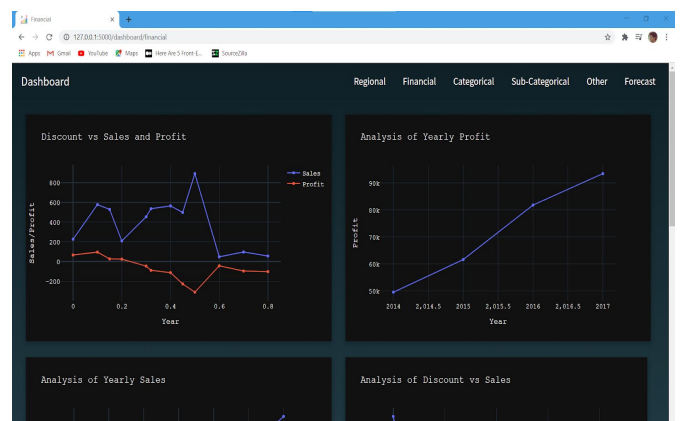 Financial
127.0.0.1:5000/dashboard/financial
Apps Gmail YouTube Maps Here Are 5 Front-E... SourceZilla
Dashboard Regional Financial Categorical Sub-Categorical Other Forecast
Discount vs Sales and Profit
Sales
Profit
800
600
400
200
0
−200
Sales/Profit
0 0.2 0.4 0.6 0.8
Year
Analysis of Yearly Profit
90k
80k
70k
60k
50k
Profit
2014 2,014.5 2015 2,015.5 2016 2,016.5 2017
Year
Analysis of Yearly Sales
Analysis of Discount vs Sales